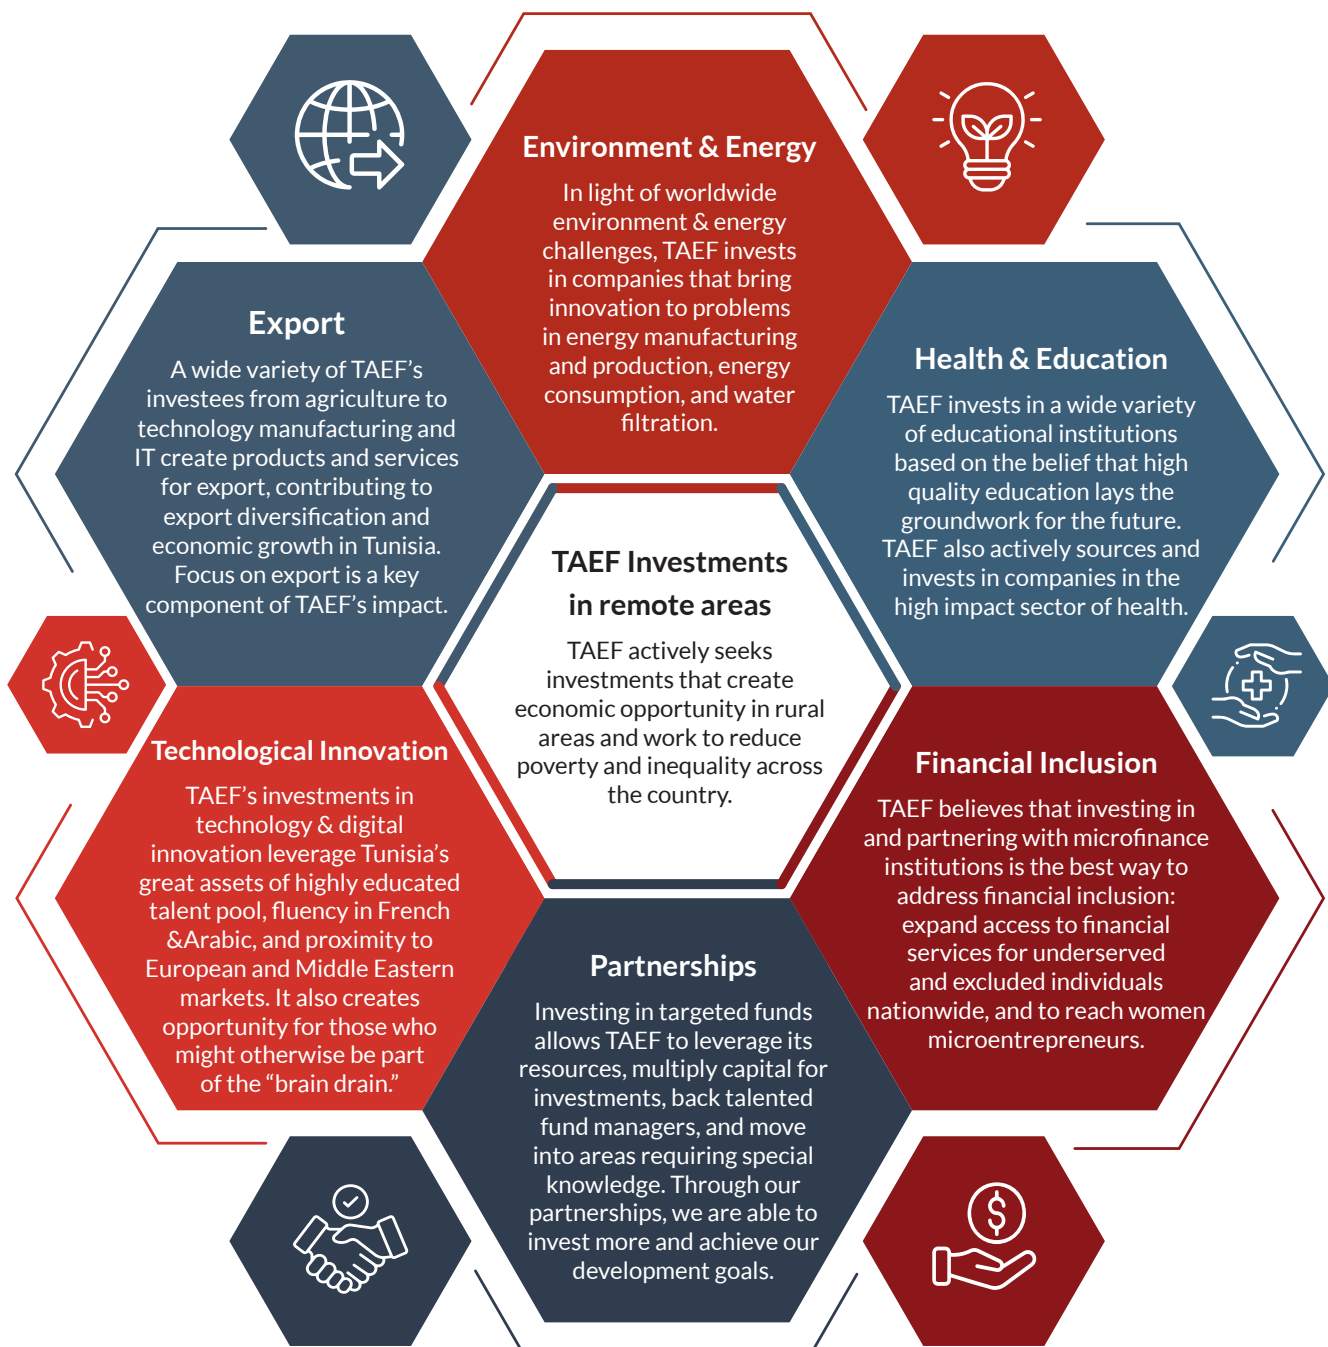 Environment & Energy
In light of worldwide
environment & energy
challenges, TAEF invests
in companies that bring
innovation to problems
in energy manufacturing
and production, energy
consumption, and water
filtration.
Export
A wide variety of TAEF’s
investees from agriculture to
technology manufacturing and
IT create products and services
for export, contributing to
export diversification and
economic growth in Tunisia.
Focus on export is a key
component of TAEF’s impact.
Health & Education
TAEF invests in a wide variety
of educational institutions
based on the belief that high
quality education lays the
groundwork for the future.
TAEF also actively sources and
invests in companies in the
high impact sector of health.
TAEF Investments
in remote areas
TAEF actively seeks
investments that create
economic opportunity in rural
areas and work to reduce
poverty and inequality across
the country.
Technological Innovation
TAEF’s investments in
technology & digital
innovation leverage Tunisia’s
great assets of highly educated
talent pool, fluency in French
&Arabic, and proximity to
European and Middle Eastern
markets. It also creates
opportunity for those who
might otherwise be part
of the “brain drain.”
Financial Inclusion
TAEF believes that investing in
and partnering with microfinance
institutions is the best way to
address financial inclusion:
expand access to financial
services for underserved
and excluded individuals
nationwide, and to reach women
microentrepreneurs.
Partnerships
Investing in targeted funds
allows TAEF to leverage its
resources, multiply capital for
investments, back talented
fund managers, and move
into areas requiring special
knowledge. Through our
partnerships, we are able to
invest more and achieve our
development goals.
$